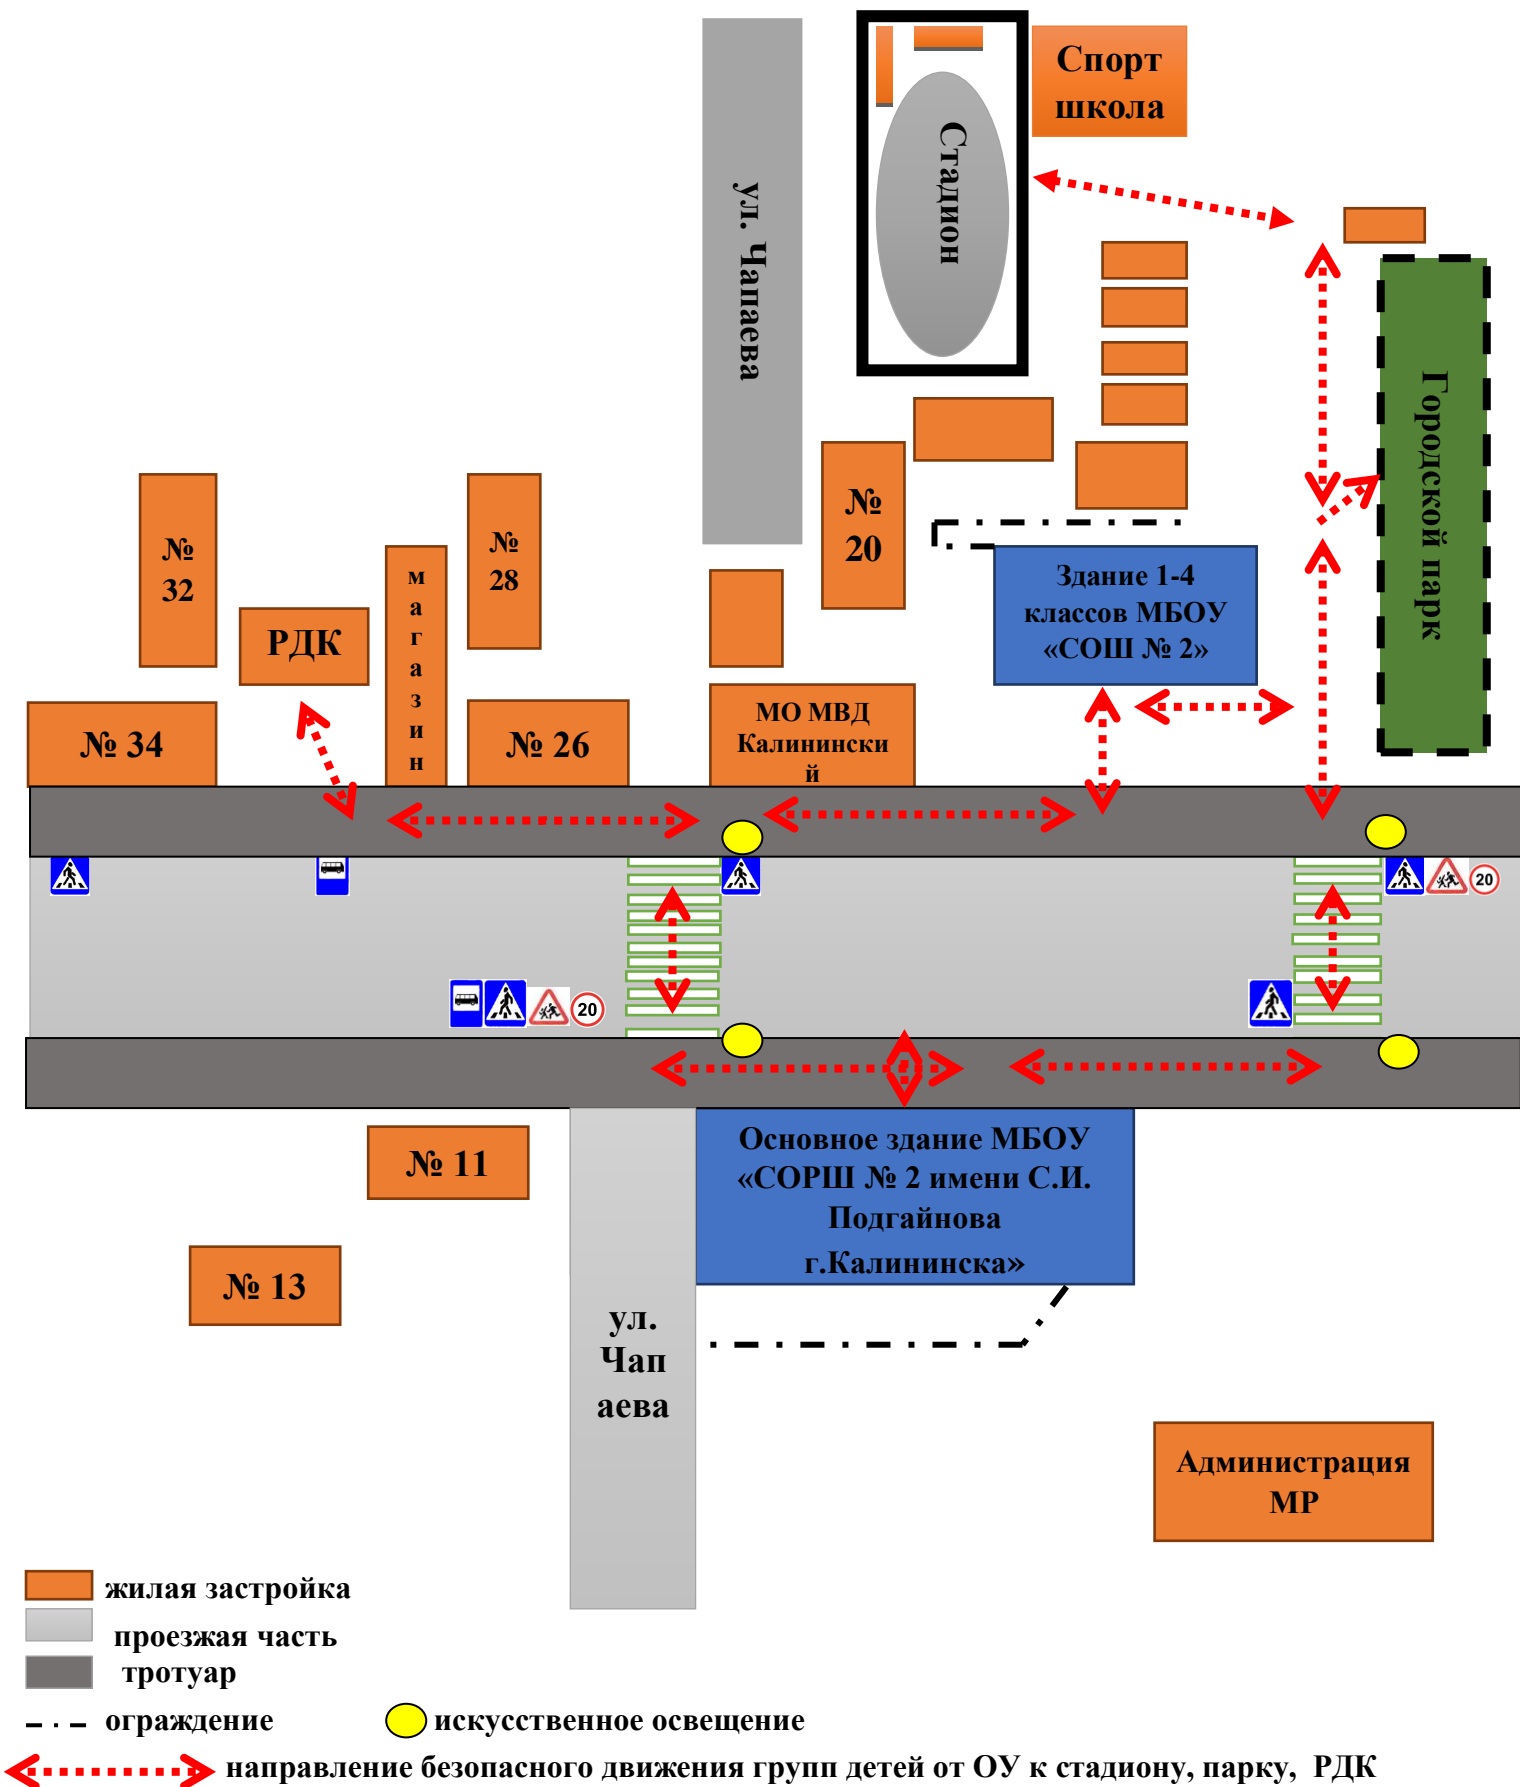 Спорт
школа
Стадион
ул. Чапаева
Городской парк
№
32
РДК
м
а
г
а
з
и
н
№
28
№
20
Здание 1-4
классов МБОУ
«СОШ № 2»
№ 34
№ 26
МО МВД
Калининский
й
20
20
№ 11
Основное здание МБОУ
«СОРШ № 2 имени С.И.
Подгайнова
г.Калининска»
№ 13
ул.
Чап
аева
Администрация
МР
жилая застройка
проезжая часть
тротуар
ограждение
искусственное освещение
направление безопасного движения групп детей от ОУ к стадиону, парку, РДК